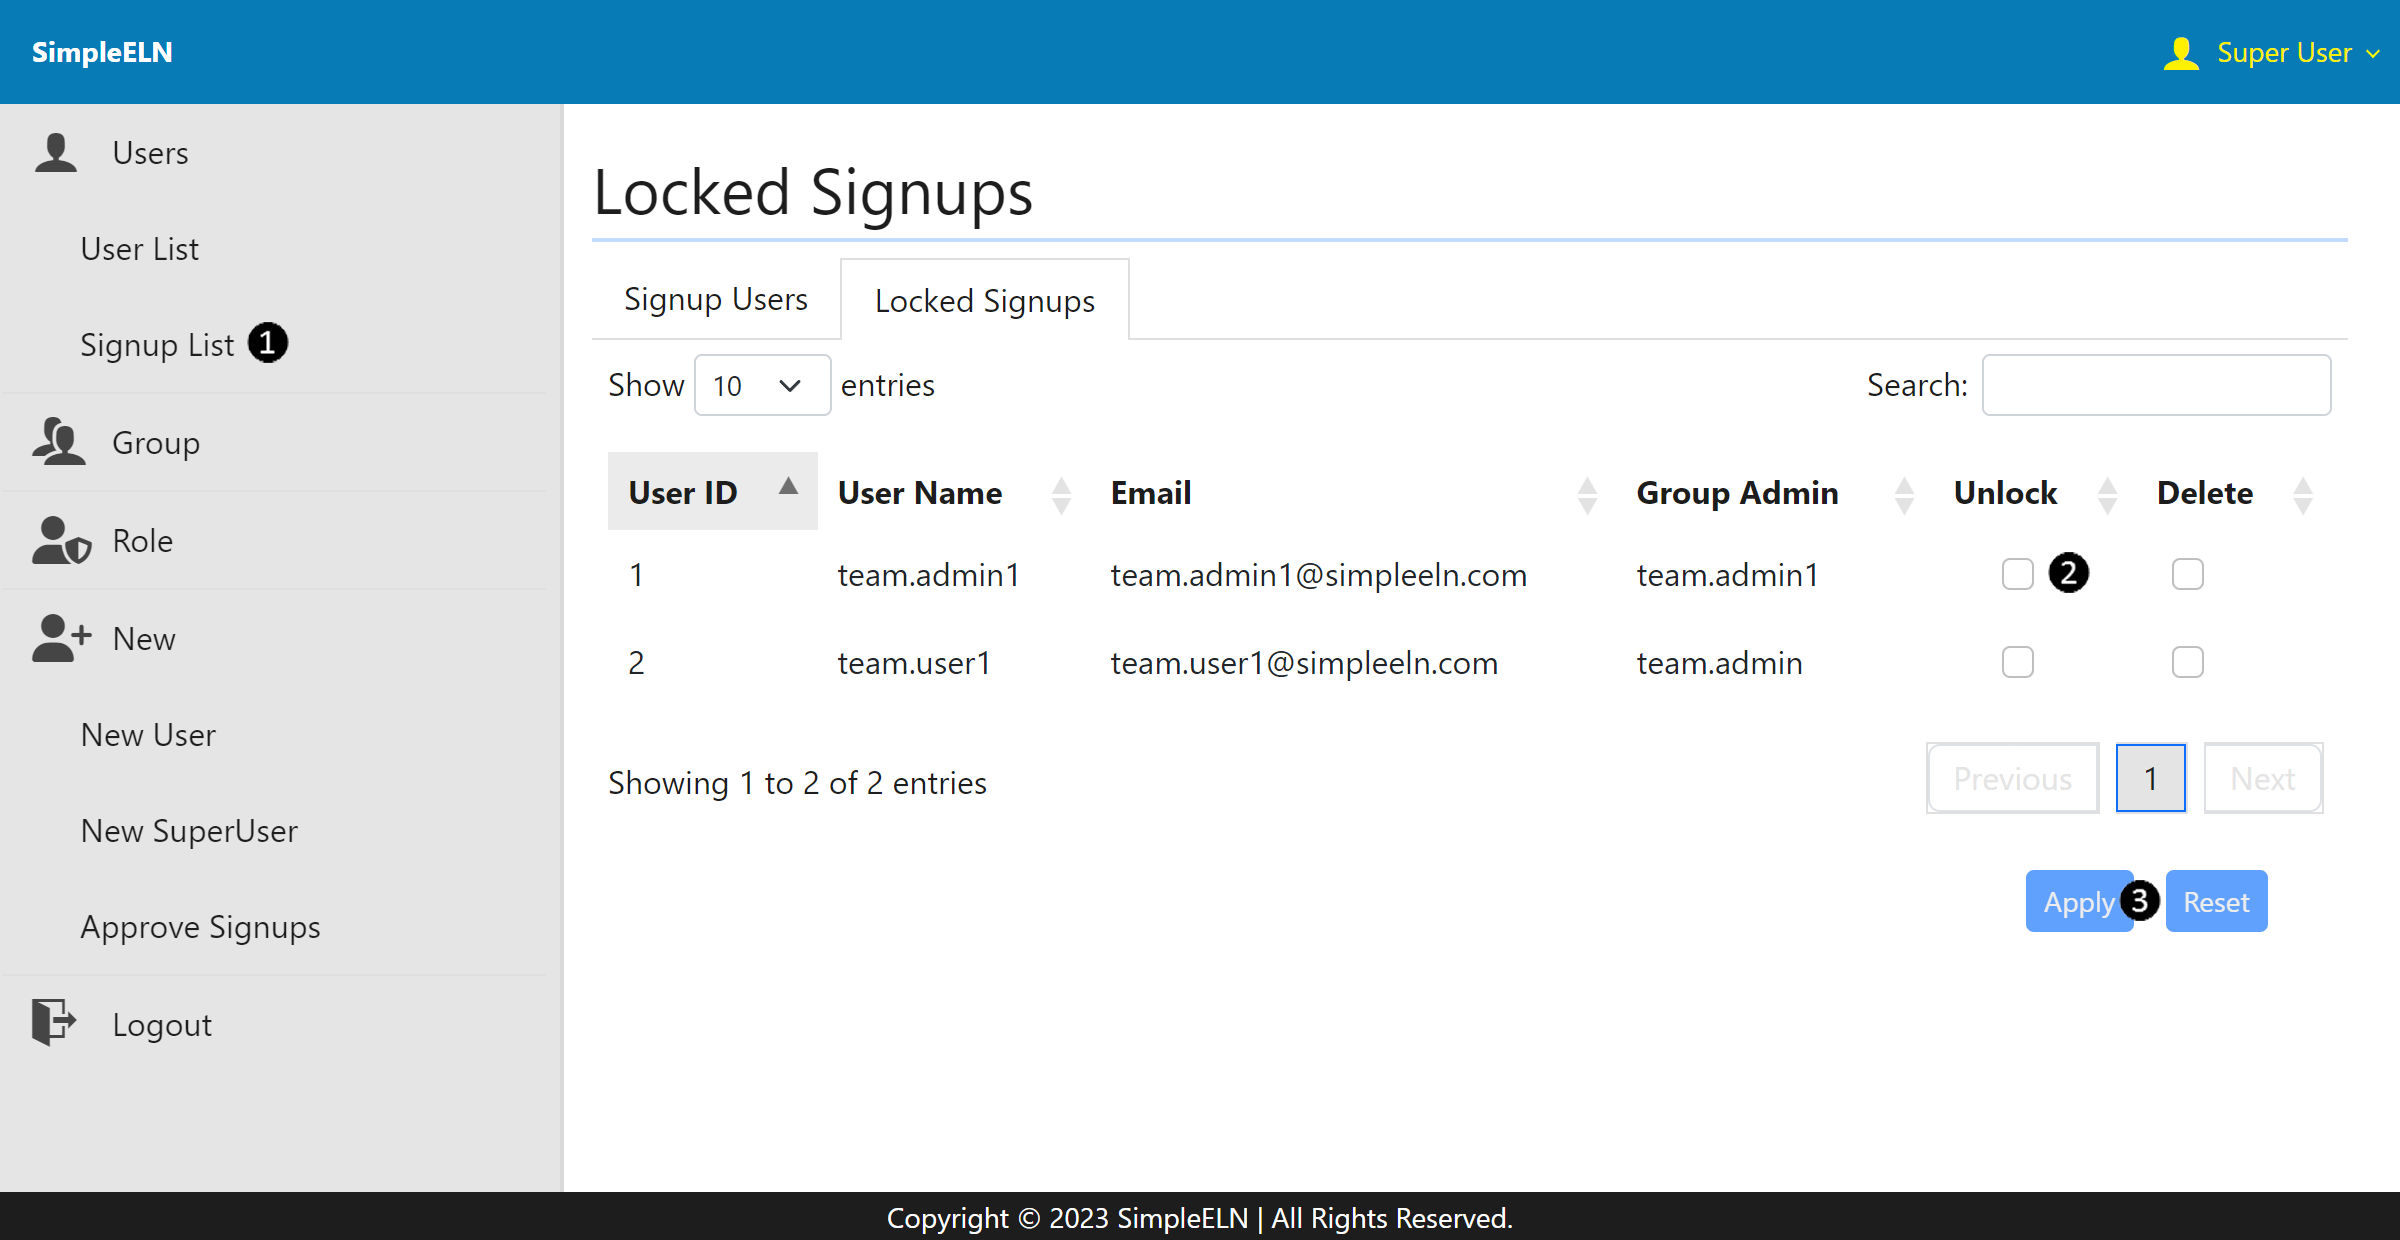 SimpleELN
Super User
Users
User List
Signup List 1
Group
Role
New
New User
New SuperUser
Approve Signups
Logout
Locked Signups
Signup Users Locked Signups
Show 10 entries Search:
User ID User Name Email Group Admin Unlock Delete
1 team.admin1 team.admin1@simpleeln.com team.admin1 2
2 team.user1 team.user1@simpleeln.com team.admin
Showing 1 to 2 of 2 entries Previous 1 Next
Apply 3 Reset
Copyright © 2023 SimpleELN | All Rights Reserved.